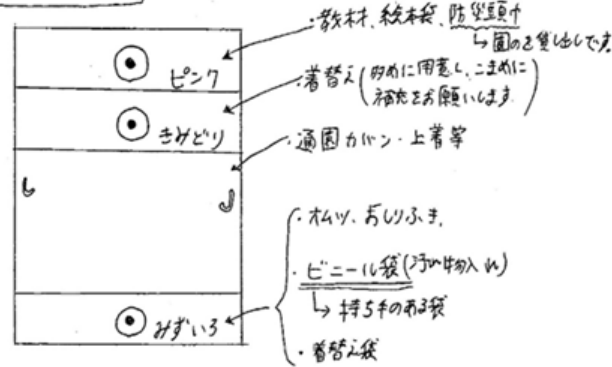 ・教材、絵本袋、防災頭巾
↳園のを貸し出しです。
ピンク
・着替え(多めに用意し、こまめに
補充をお願いします。)
きみどり
・通園カバン・上着等
・オムツ、おしりふき、
・ビニール袋(汚れ物入れ)
↳持ち手のある袋
みずいろ
・着替え袋